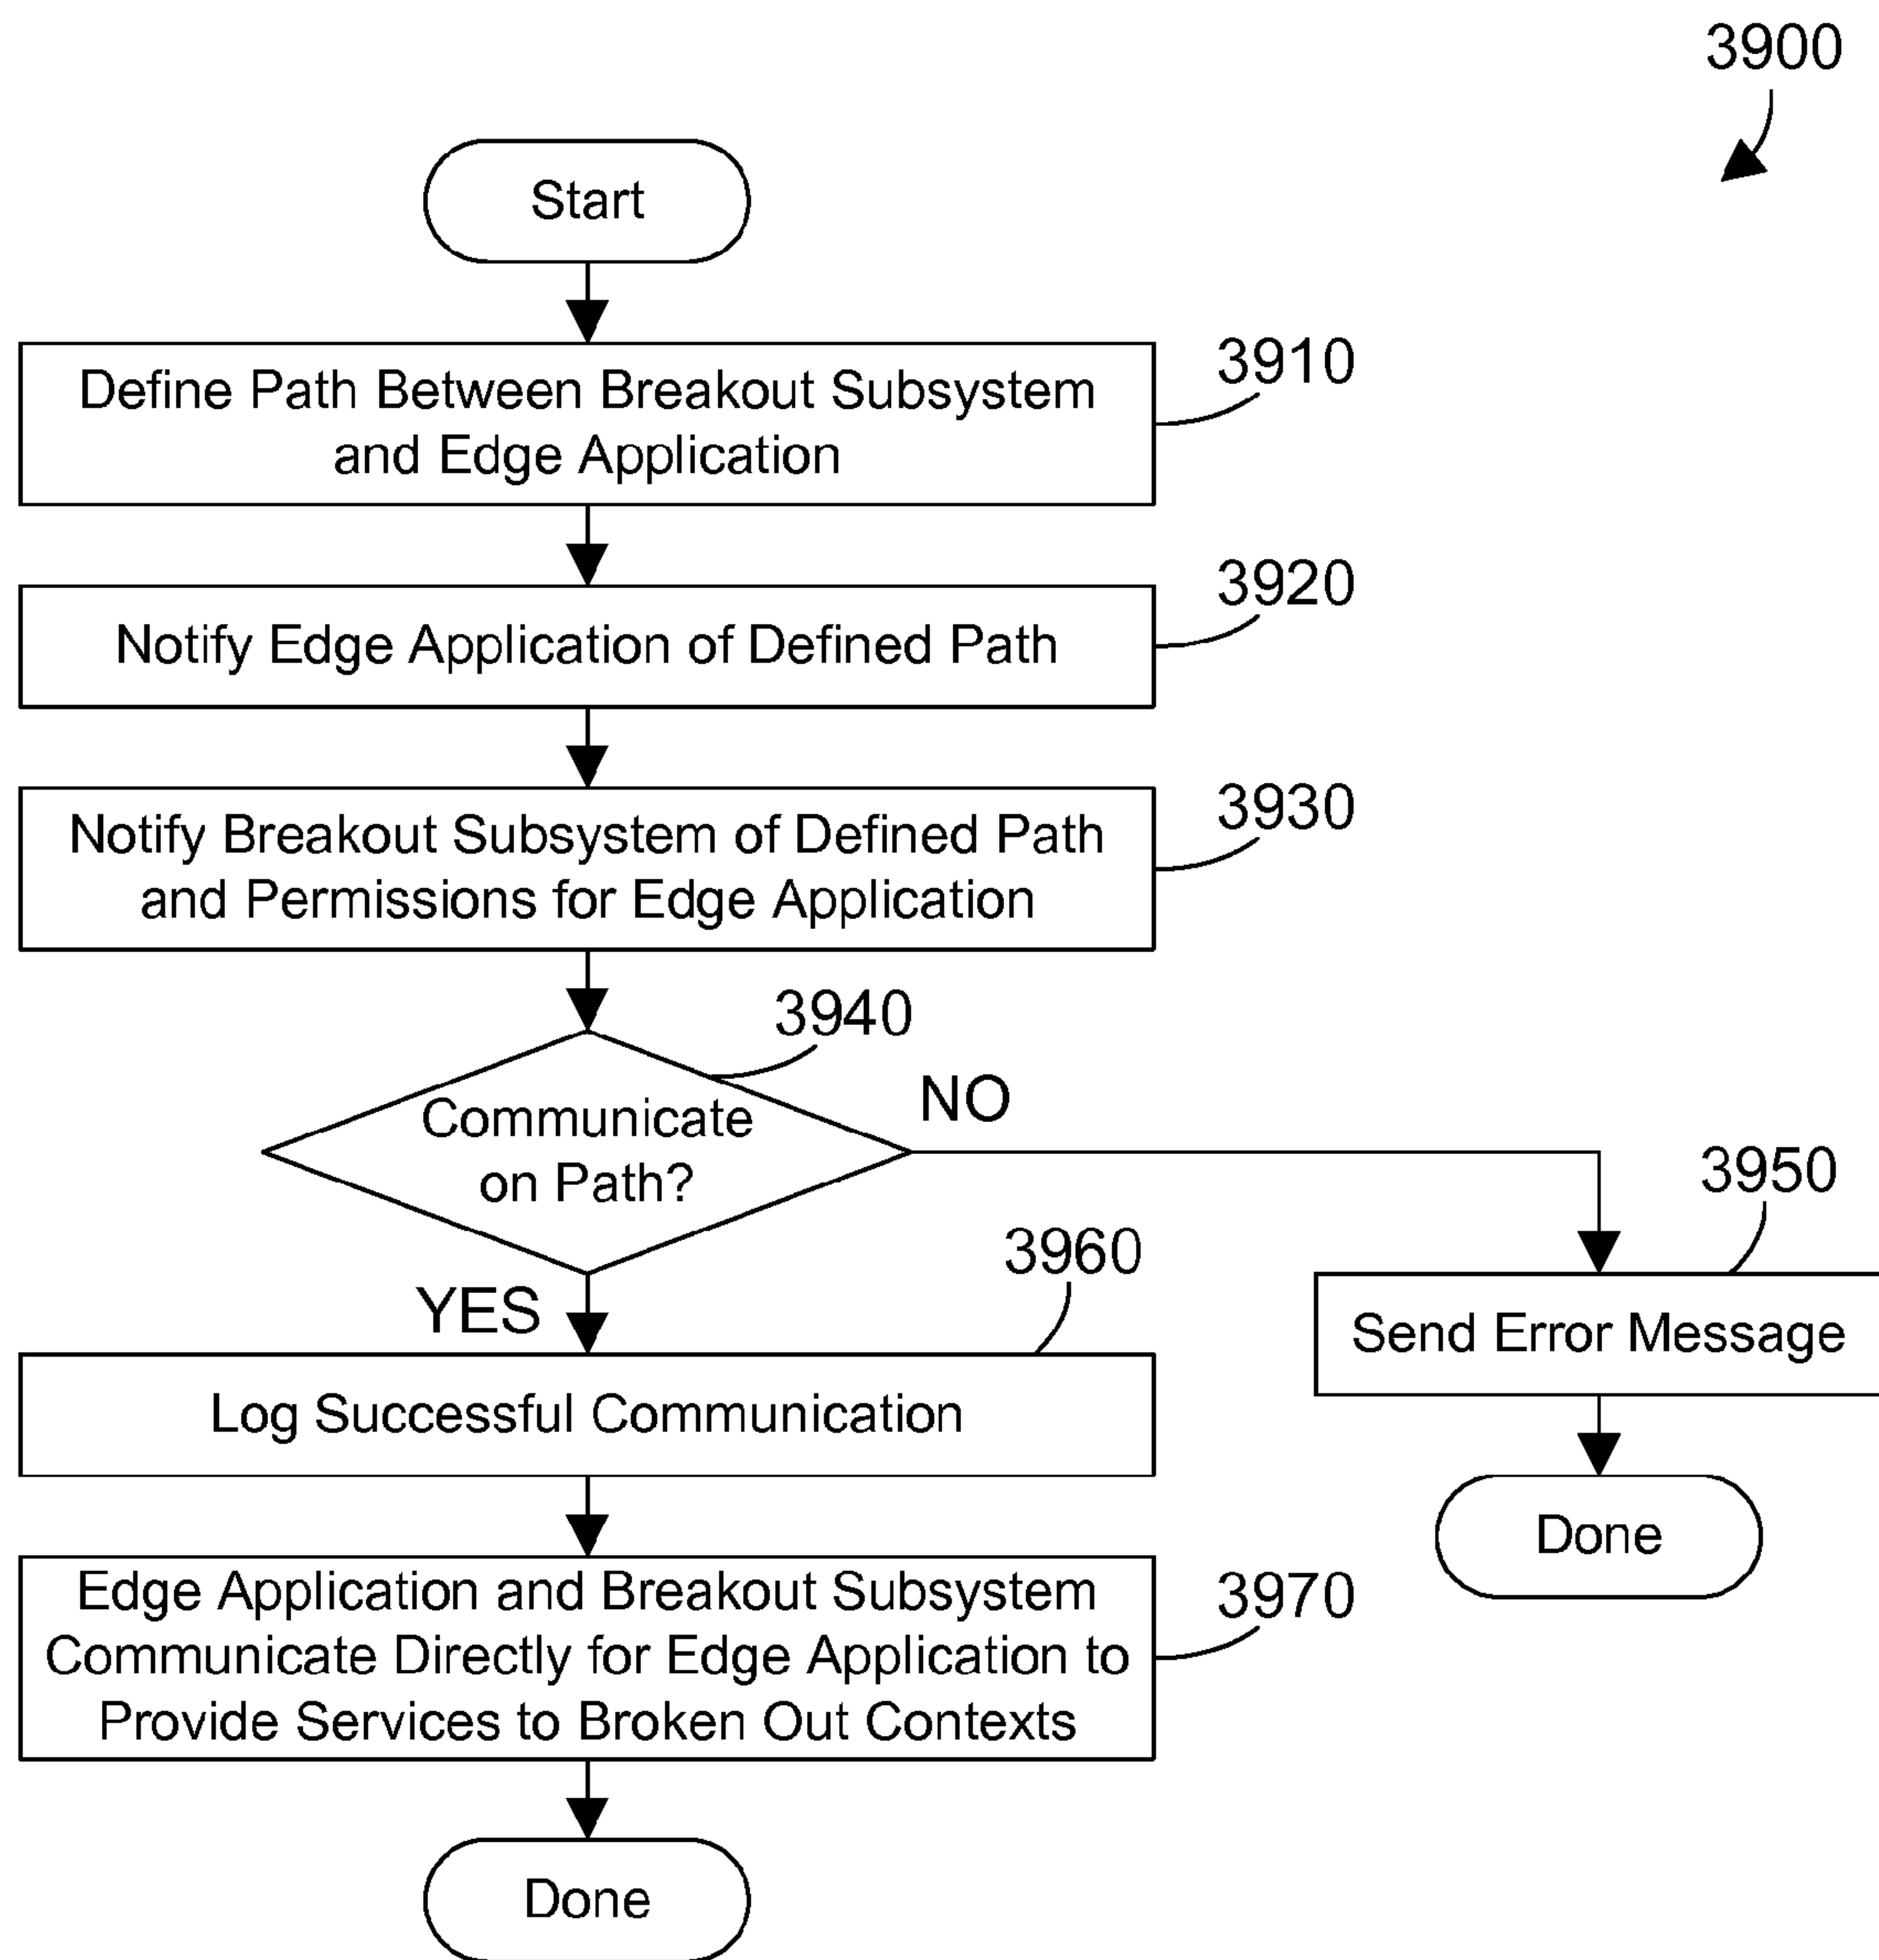 3900
Start
Define Path Between Breakout Subsystem
and Edge Application
3910
Notify Edge Application of Defined Path
3920
Notify Breakout Subsystem of Defined Path
and Permissions for Edge Application
3930
3940
Communicate
on Path?
NO
YES
3950
Send Error Message
Done
3960
Log Successful Communication
Edge Application and Breakout Subsystem
Communicate Directly for Edge Application to
Provide Services to Broken Out Contexts
3970
Done